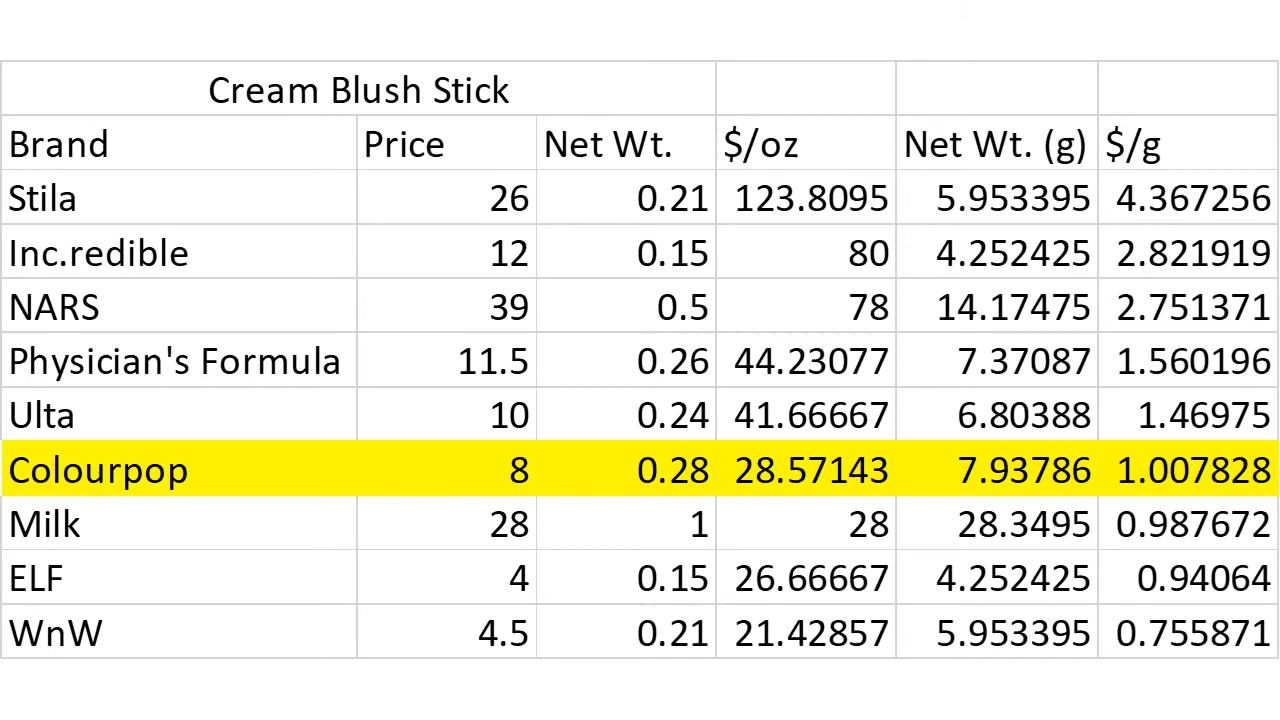 Cream Blush Stick
Brand Price Net Wt. $/oz Net Wt. (g) $/g
Stila 26 0.21 123.8095 5.953395 4.367256
Inc.redible 12 0.15 80 4.252425 2.821919
NARS 39 0.5 78 14.17475 2.751371
Physician's Formula 11.5 0.26 44.23077 7.37087 1.560196
Ulta 10 0.24 41.66667 6.80388 1.46975
Colourpop 8 0.28 28.57143 7.93786 1.007828
Milk 28 1 28 28.3495 0.987672
ELF 4 0.15 26.66667 4.252425 0.94064
WnW 4.5 0.21 21.42857 5.953395 0.755871